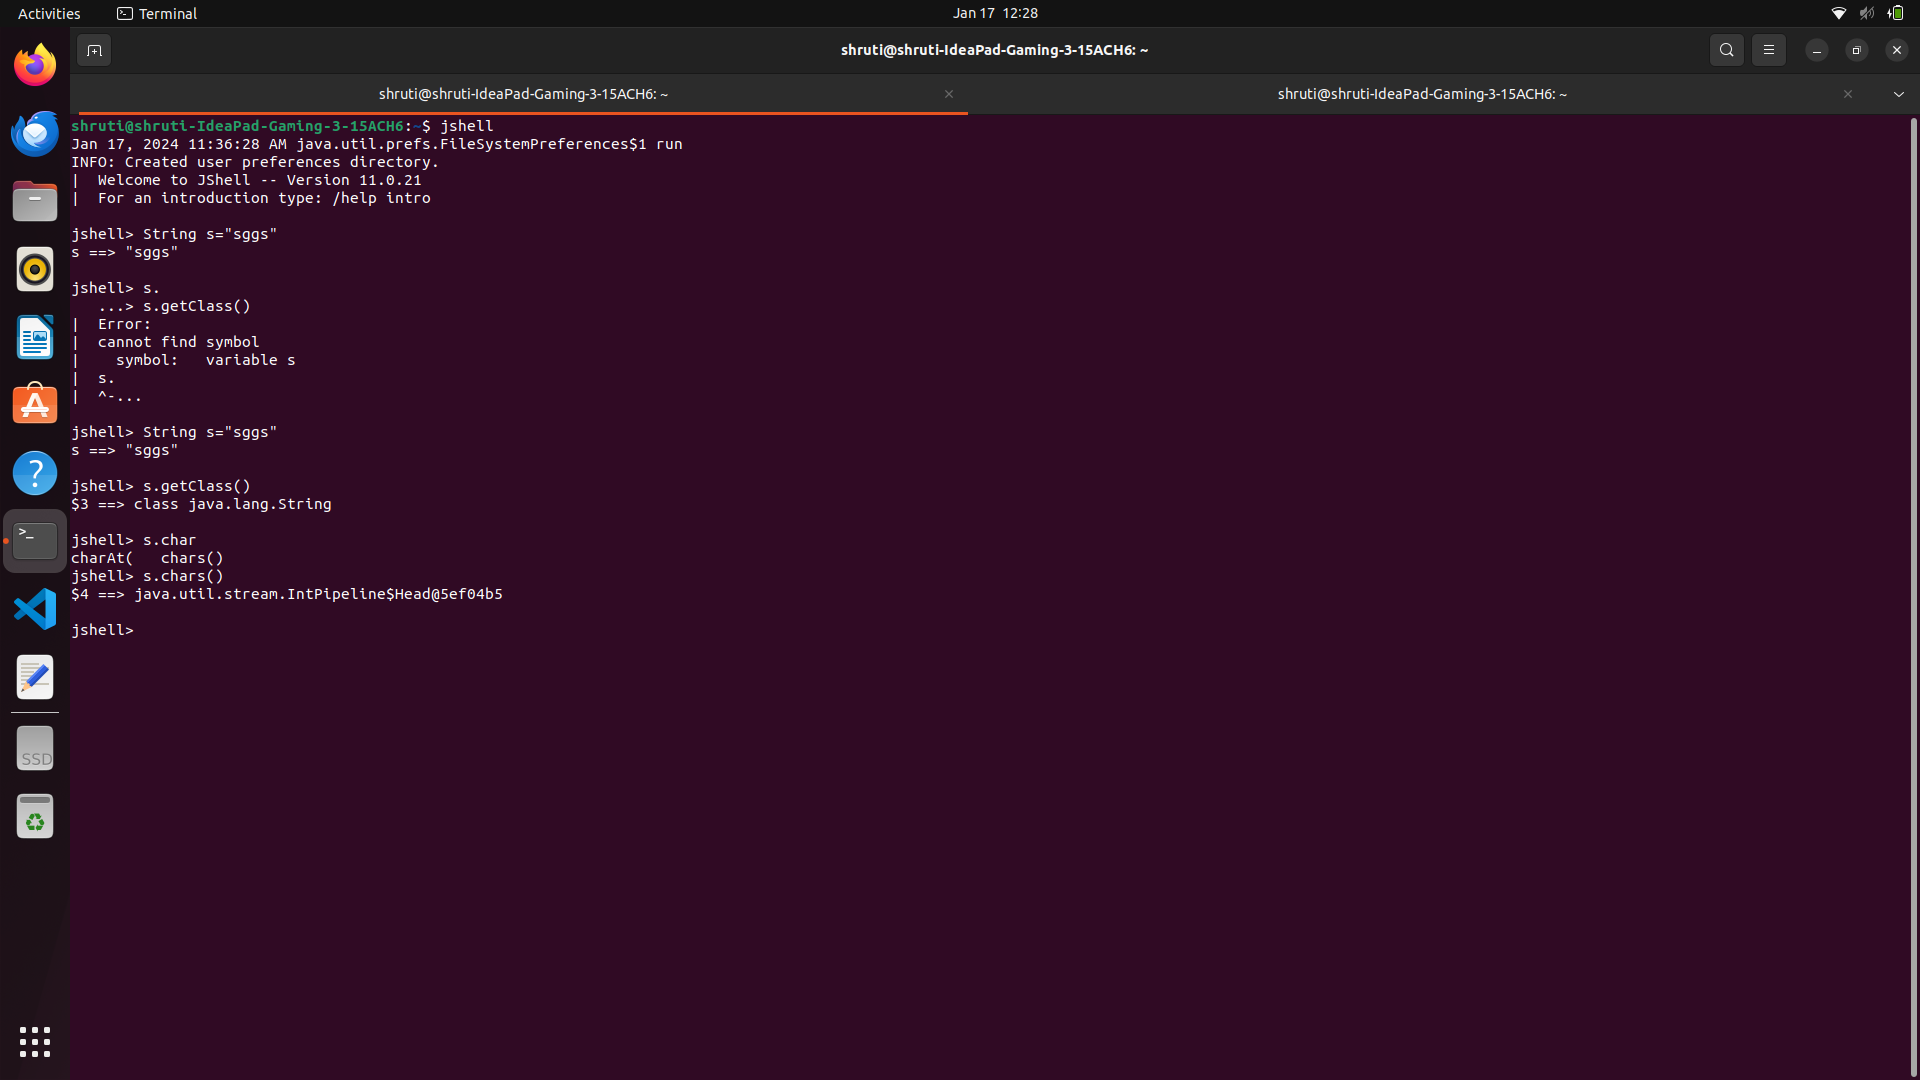 Activities
Terminal
Jan 17  12:28
shruti@shruti-IdeaPad-Gaming-3-15ACH6: ~
shruti@shruti-IdeaPad-Gaming-3-15ACH6: ~
shruti@shruti-IdeaPad-Gaming-3-15ACH6: ~
shruti@shruti-IdeaPad-Gaming-3-15ACH6:~$ jshell
Jan 17, 2024 11:36:28 AM java.util.prefs.FileSystemPreferences$1 run
INFO: Created user preferences directory.
|  Welcome to JShell -- Version 11.0.21
|  For an introduction type: /help intro
jshell> String s="sggs"
s ==> "sggs"
jshell> s.
   ...> s.getClass()
|  Error:
|  cannot find symbol
|    symbol:   variable s
|  s.
|  ^-...
jshell> String s="sggs"
s ==> "sggs"
jshell> s.getClass()
$3 ==> class java.lang.String
jshell> s.char
charAt(   chars()
jshell> s.chars()
$4 ==> java.util.stream.IntPipeline$Head@5ef04b5
jshell>
SSD